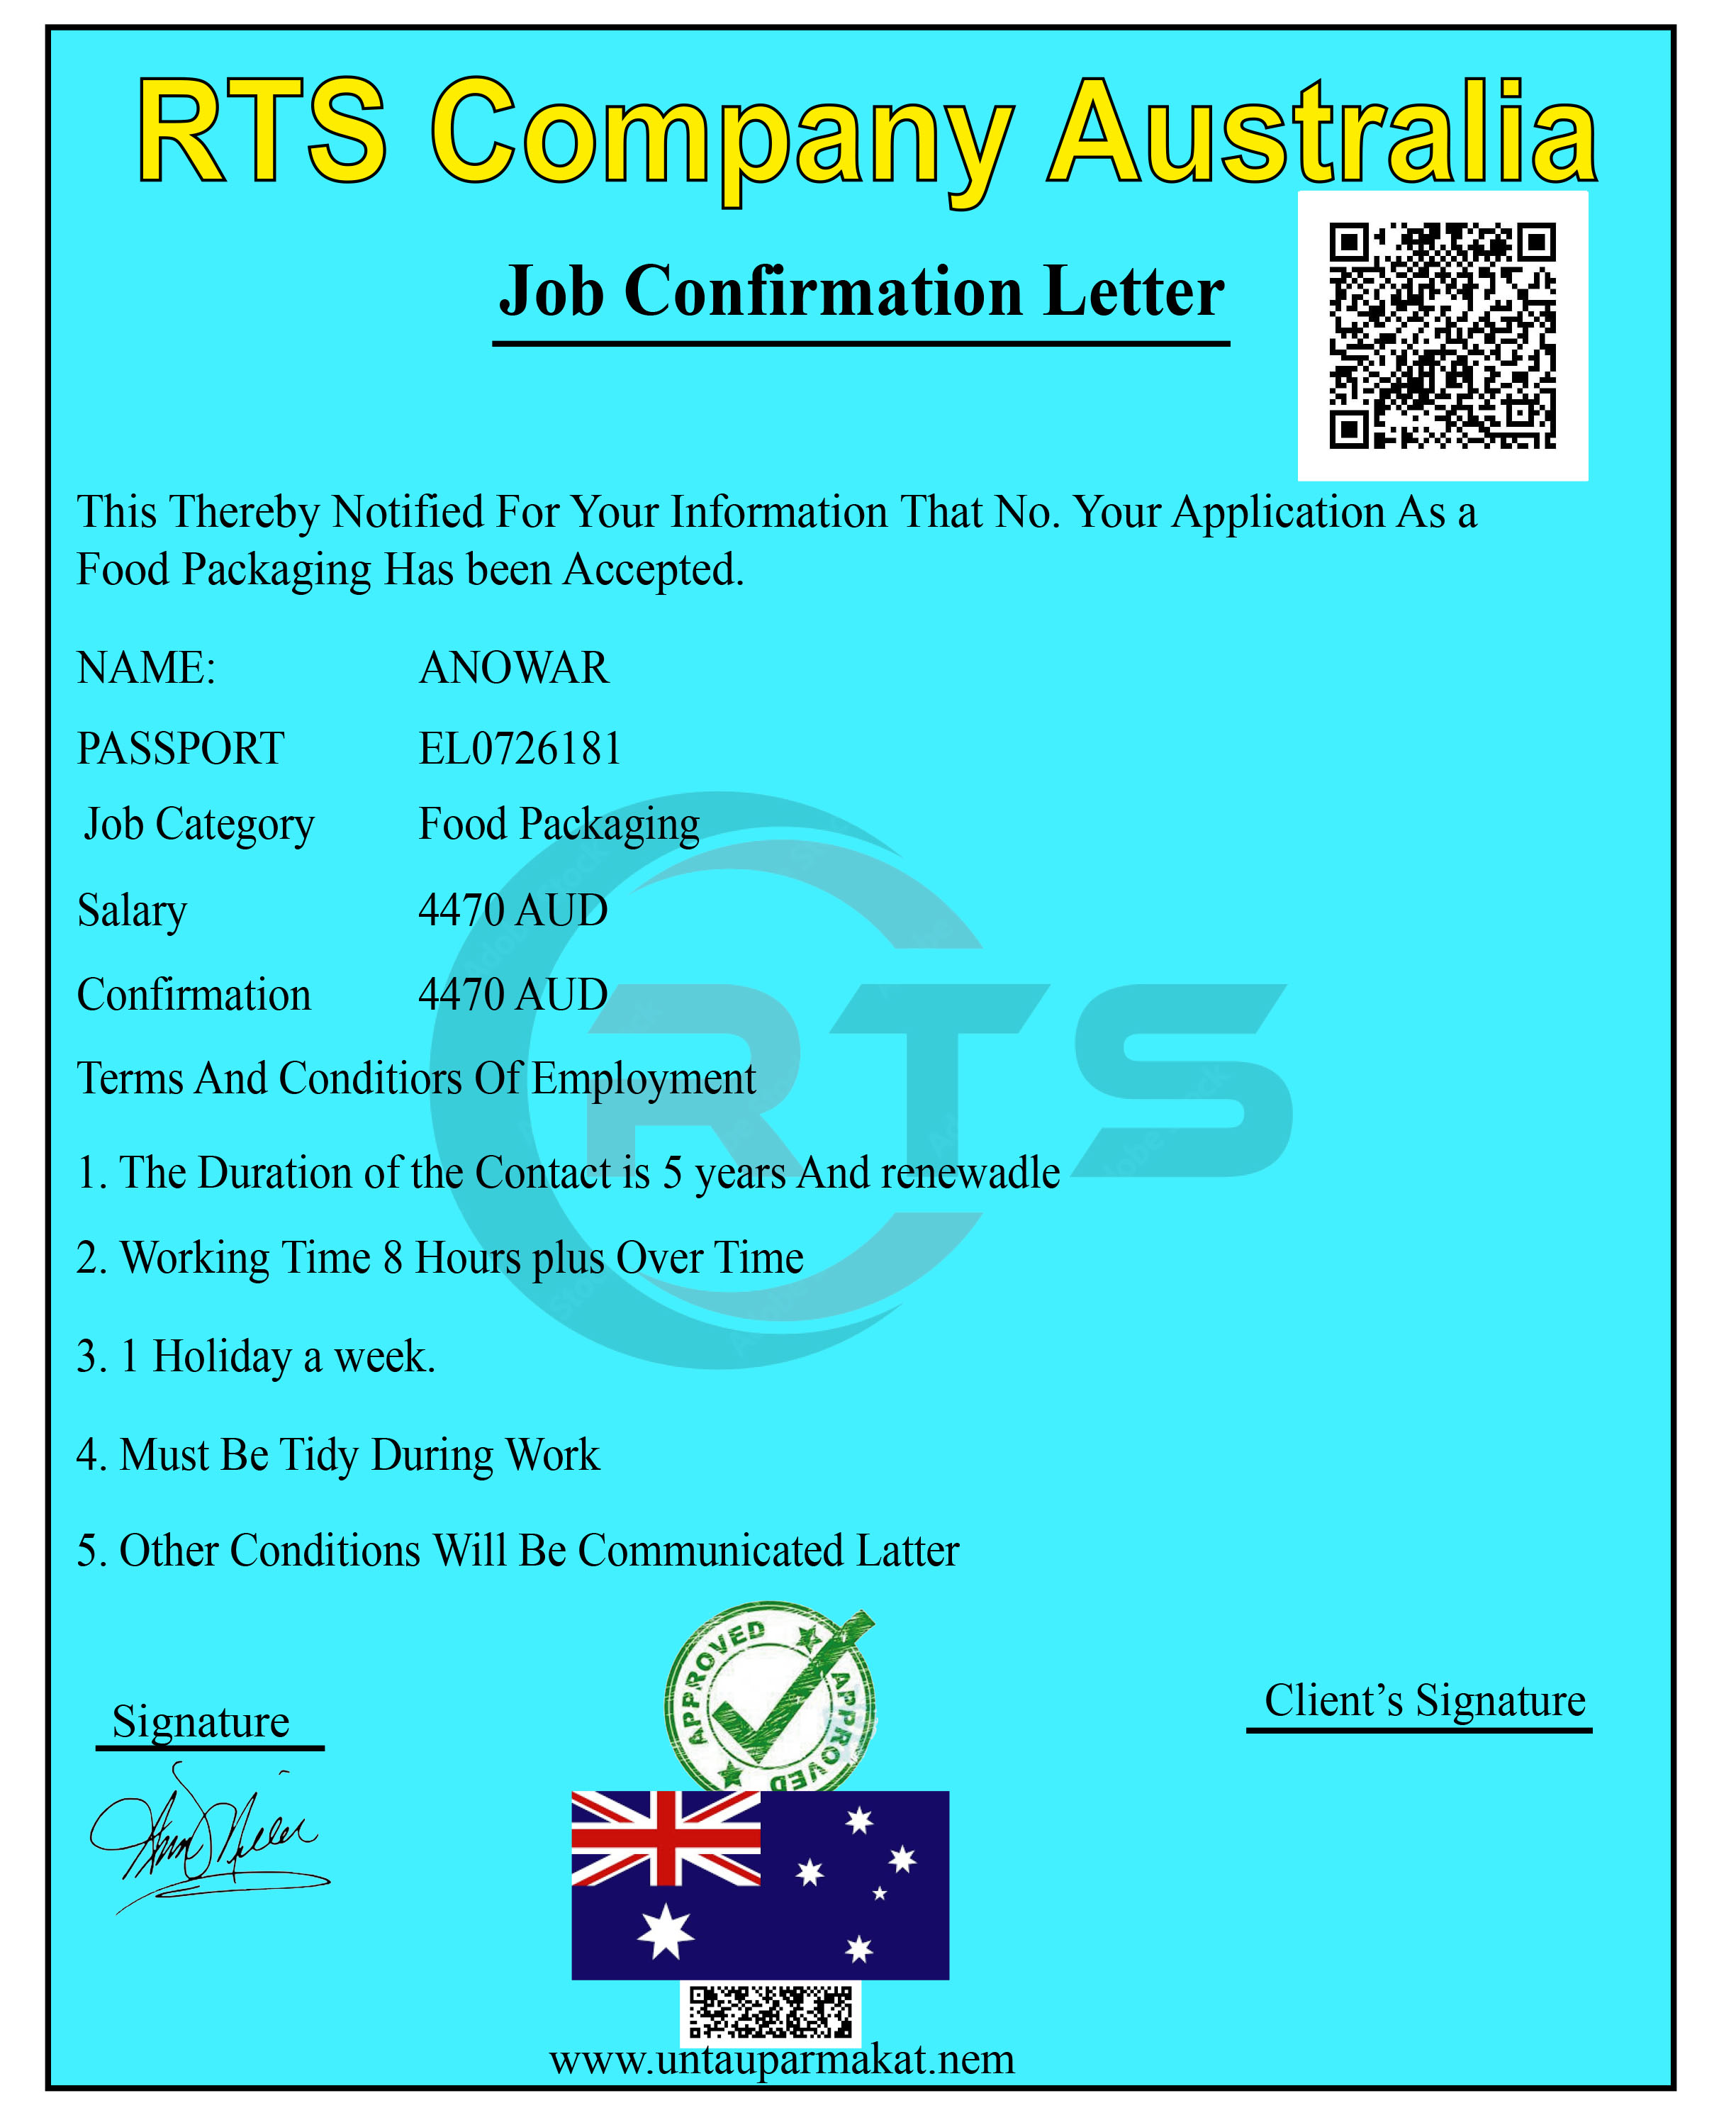 RTS Company Australia
Job Confirmation Letter
This Thereby Notified For Your Information That No. Your Application As a
Food Packaging Has been Accepted.
NAME: ANOWAR
PASSPORT EL0726181
Job Category Food Packaging
Salary 4470 AUD
Confirmation 4470 AUD
RTS
Terms And Conditiors Of Employment
1. The Duration of the Contact is 5 years And renewadle
2. Working Time 8 Hours plus Over Time
3. 1 Holiday a week.
4. Must Be Tidy During Work
5. Other Conditions Will Be Communicated Latter
APPROVED APPROVED APPROVED
Signature
Client’s Signature
www.untauparmakat.nem